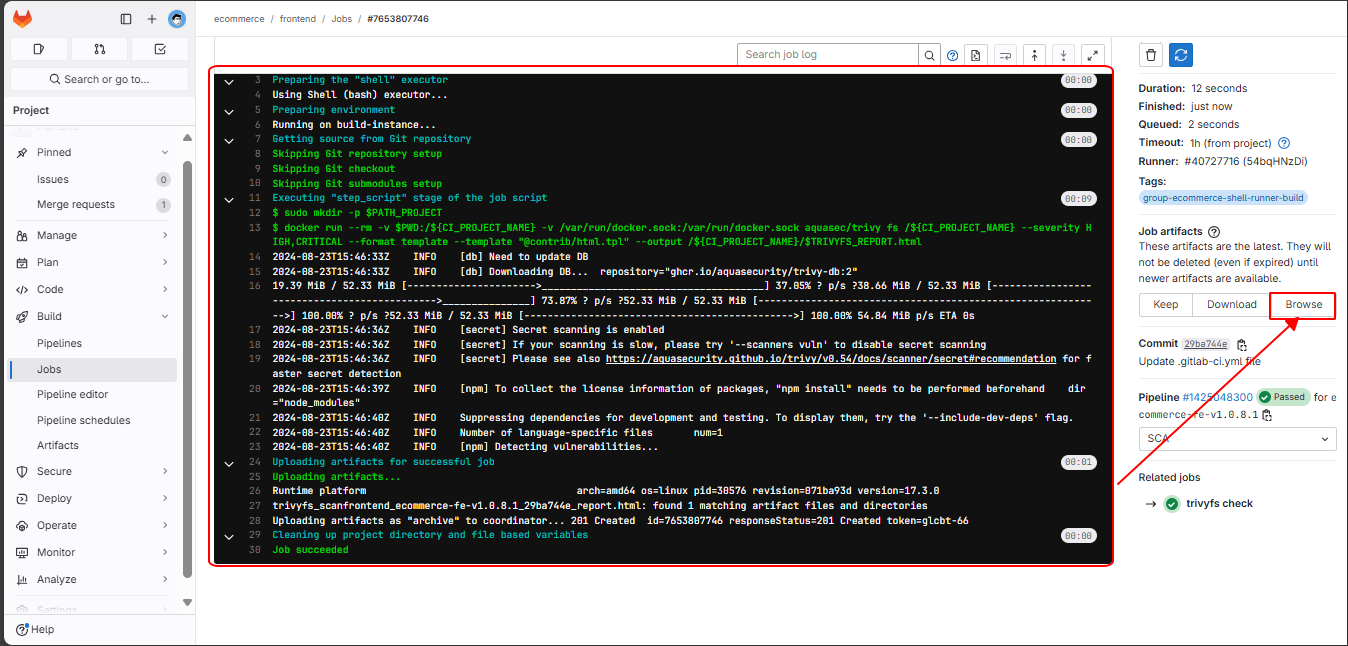 ecommerce / frontend / Jobs / #7653807746
Search or go to...
Project
Pinned
Issues 0
Merge requests 1
Manage
Plan
Code
Build
Pipelines
Jobs
Pipeline editor
Pipeline schedules
Artifacts
Secure
Deploy
Operate
Monitor
Analyze
Settings
Help
Search job log
3 Preparing the "shell" executor 00:00
4 Using Shell (bash) executor...
5 Preparing environment 00:00
6 Running on build-instance...
7 Getting source from Git repository 00:00
8 Skipping Git repository setup
9 Skipping Git checkout
10 Skipping Git submodules setup
11 Executing "step_script" stage of the job script 00:09
12 $ sudo mkdir -p $PATH_PROJECT
13 $ docker run --rm -v $PWD:/${CI_PROJECT_NAME} -v /var/run/docker.sock:/var/run/docker.sock aquasec/trivy fs /${CI_PROJECT_NAME} --severity H
IGH,CRITICAL --format template --template "@contrib/html.tpl" --output /${CI_PROJECT_NAME}/$TRIVYFS_REPORT.html
14 2024-08-23T15:46:33Z INFO [db] Need to update DB
15 2024-08-23T15:46:33Z INFO [db] Downloading DB... repository="ghcr.io/aquasecurity/trivy-db:2"
16 19.39 MiB / 52.33 MiB [---------------------->______________________________________] 37.05% ? p/s ?38.66 MiB / 52.33 MiB [-----------------
---------------------------->_______________] 73.87% ? p/s ?52.33 MiB / 52.33 MiB [---------------------------------------------------------
-->] 100.00% ? p/s ?52.33 MiB / 52.33 MiB [---------------------------------------------->] 100.00% 54.84 MiB p/s ETA 0s
17 2024-08-23T15:46:36Z INFO [secret] Secret scanning is enabled
18 2024-08-23T15:46:36Z INFO [secret] If your scanning is slow, please try '--scanners vuln' to disable secret scanning
19 2024-08-23T15:46:36Z INFO [secret] Please see also https://aquasecurity.github.io/trivy/v0.54/docs/scanner/secret#recommendation for f
aster secret detection
20 2024-08-23T15:46:39Z INFO [npm] To collect the license information of packages, "npm install" needs to be performed beforehand dir
="node_modules"
21 2024-08-23T15:46:40Z INFO Suppressing dependencies for development and testing. To display them, try the '--include-dev-deps' flag.
22 2024-08-23T15:46:40Z INFO Number of language-specific files num=1
23 2024-08-23T15:46:40Z INFO [npm] Detecting vulnerabilities...
24 Uploading artifacts for successful job 00:01
25 Uploading artifacts...
26 Runtime platform arch=amd64 os=linux pid=30576 revision=071ba93d version=17.3.0
27 trivyfs_scanfrontend_ecommerce-fe-v1.0.8.1_29ba744e_report.html: found 1 matching artifact files and directories
28 Uploading artifacts as "archive" to coordinator... 201 Created id=7653807746 responseStatus=201 Created token=glcbt-66
29 Cleaning up project directory and file based variables 00:00
30 Job succeeded
Duration: 12 seconds
Finished: just now
Queued: 2 seconds
Timeout: 1h (from project)
Runner: #40727716 (54bqHNzDi)
Tags:
group-ecommerce-shell-runner-build
Job artifacts
These artifacts are the latest. They will
not be deleted (even if expired) until
newer artifacts are available.
Keep Download Browse
Commit 29ba744e
Update .gitlab-ci.yml file
Pipeline #1425048300 Passed for e
commerce-fe-v1.0.8.1
SCA
Related jobs
→ trivyfs check